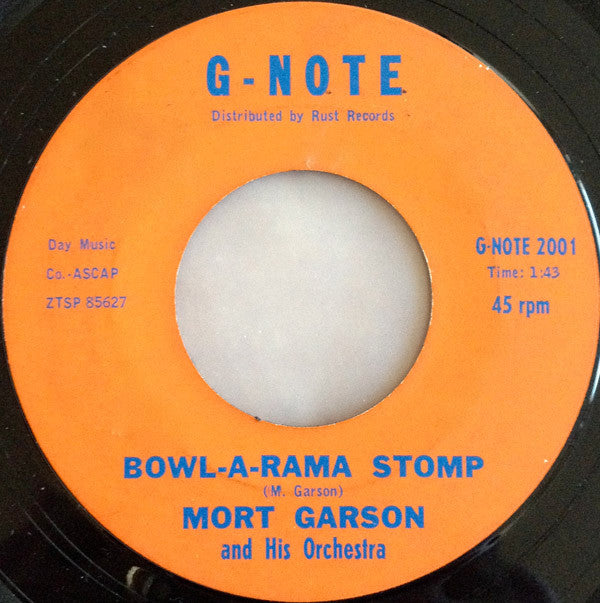 G-NOTE
Distributed by Rust Records
Day Music
Co.-ASCAP
ZTSP 85627
G-NOTE 2001
Time: 1:43
45 rpm
BOWL-A-RAMA STOMP
(M. Garson)
MORT GARSON
and His Orchestra